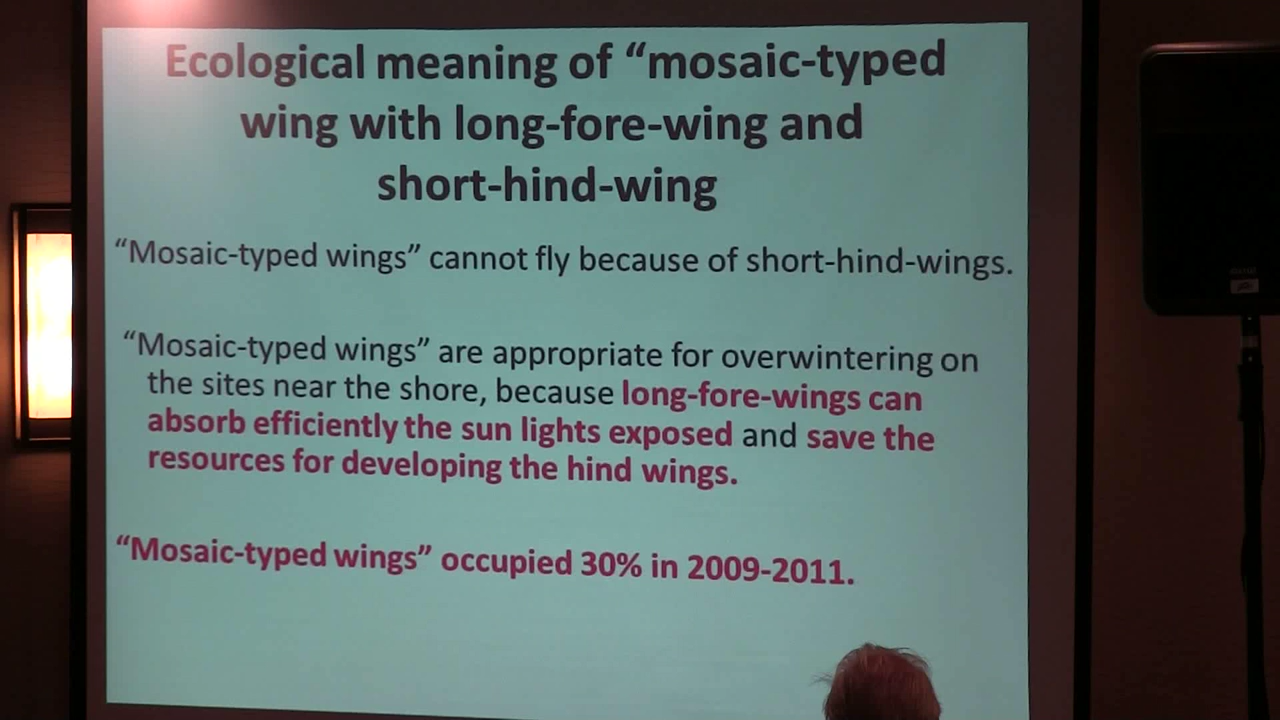 Ecological meaning of “mosaic-typed
wing with long-fore-wing and
short-hind-wing
“Mosaic-typed wings” cannot fly because of short-hind-wings.
“Mosaic-typed wings” are appropriate for overwintering on
the sites near the shore, because long-fore-wings can
absorb efficiently the sun lights exposed and save the
resources for developing the hind wings.
“Mosaic-typed wings” occupied 30% in 2009-2011.